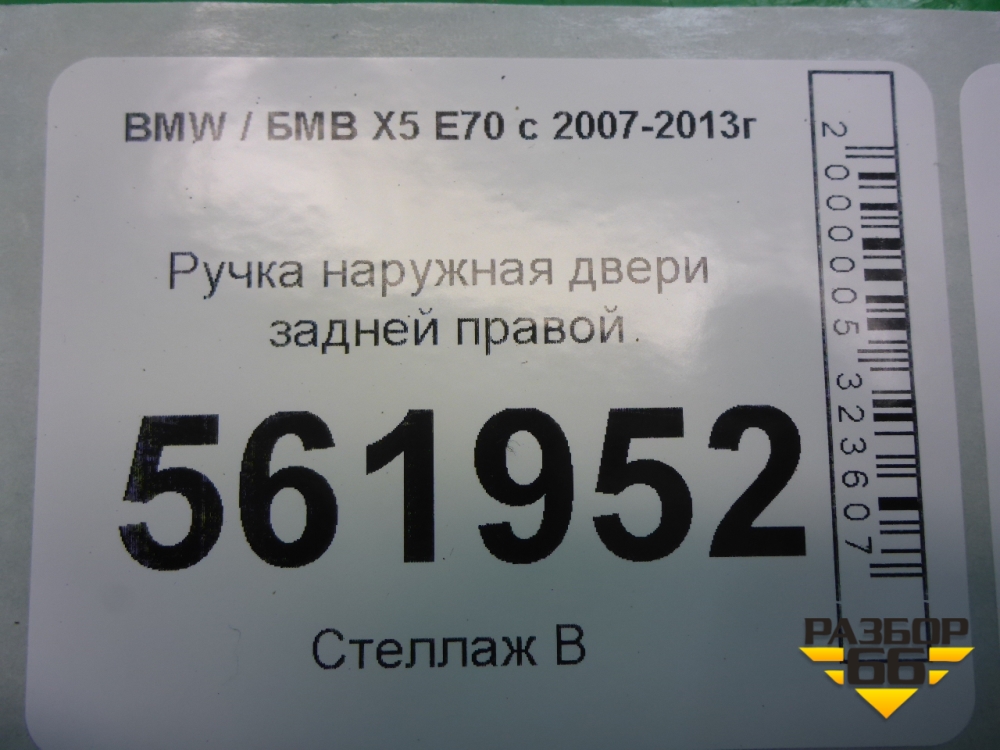 BMW / БМВ X5 E70 с 2007-2013г
Ручка наружная двери
задней правой
561952
Стеллаж В
2000005323607
РАЗБОР
66